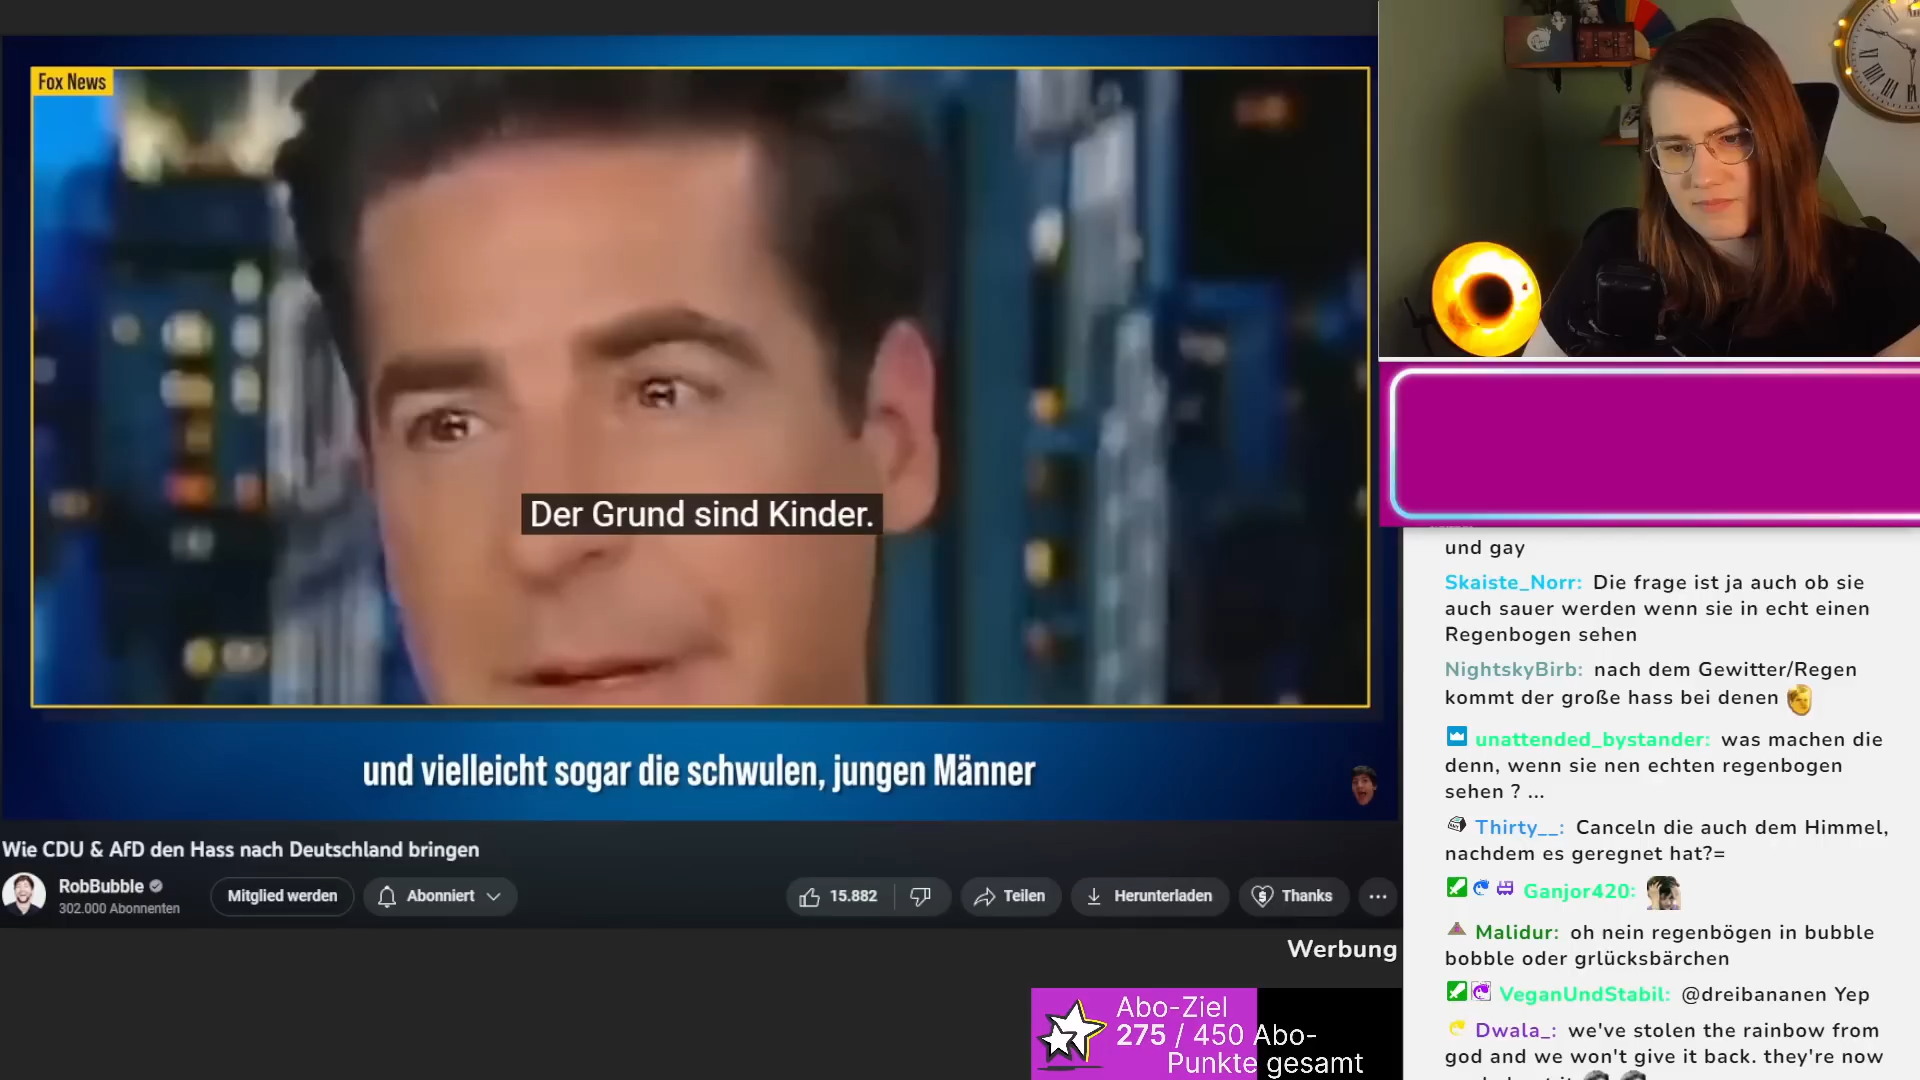 Fox News
Der Grund sind Kinder.
und vielleicht sogar die schwulen, jungen Männer
Wie CDU & AfD den Hass nach Deutschland bringen
RobBubble
302.000 Abonnenten
Mitglied werden
Abonniert
15.882
Teilen
Herunterladen
Thanks
Werbung
Abo-Ziel
275 / 450 Abo-
Punkte gesamt
und gay
Skaiste_Norr: Die frage ist ja auch ob sie
auch sauer werden wenn sie in echt einen
Regenbogen sehen
NightskyBirb: nach dem Gewitter/Regen
kommt der große hass bei denen
unattended_bystander: was machen die
denn, wenn sie nen echten regenbogen
sehen ? ...
Thirty__: Canceln die auch dem Himmel,
nachdem es geregnet hat?=
Ganjor420:
Malidur: oh nein regenbögen in bubble
bobble oder grlücksbärchen
VeganUndStabil: @dreibananen Yep
Dwala_: we've stolen the rainbow from
god and we won't give it back. they're now